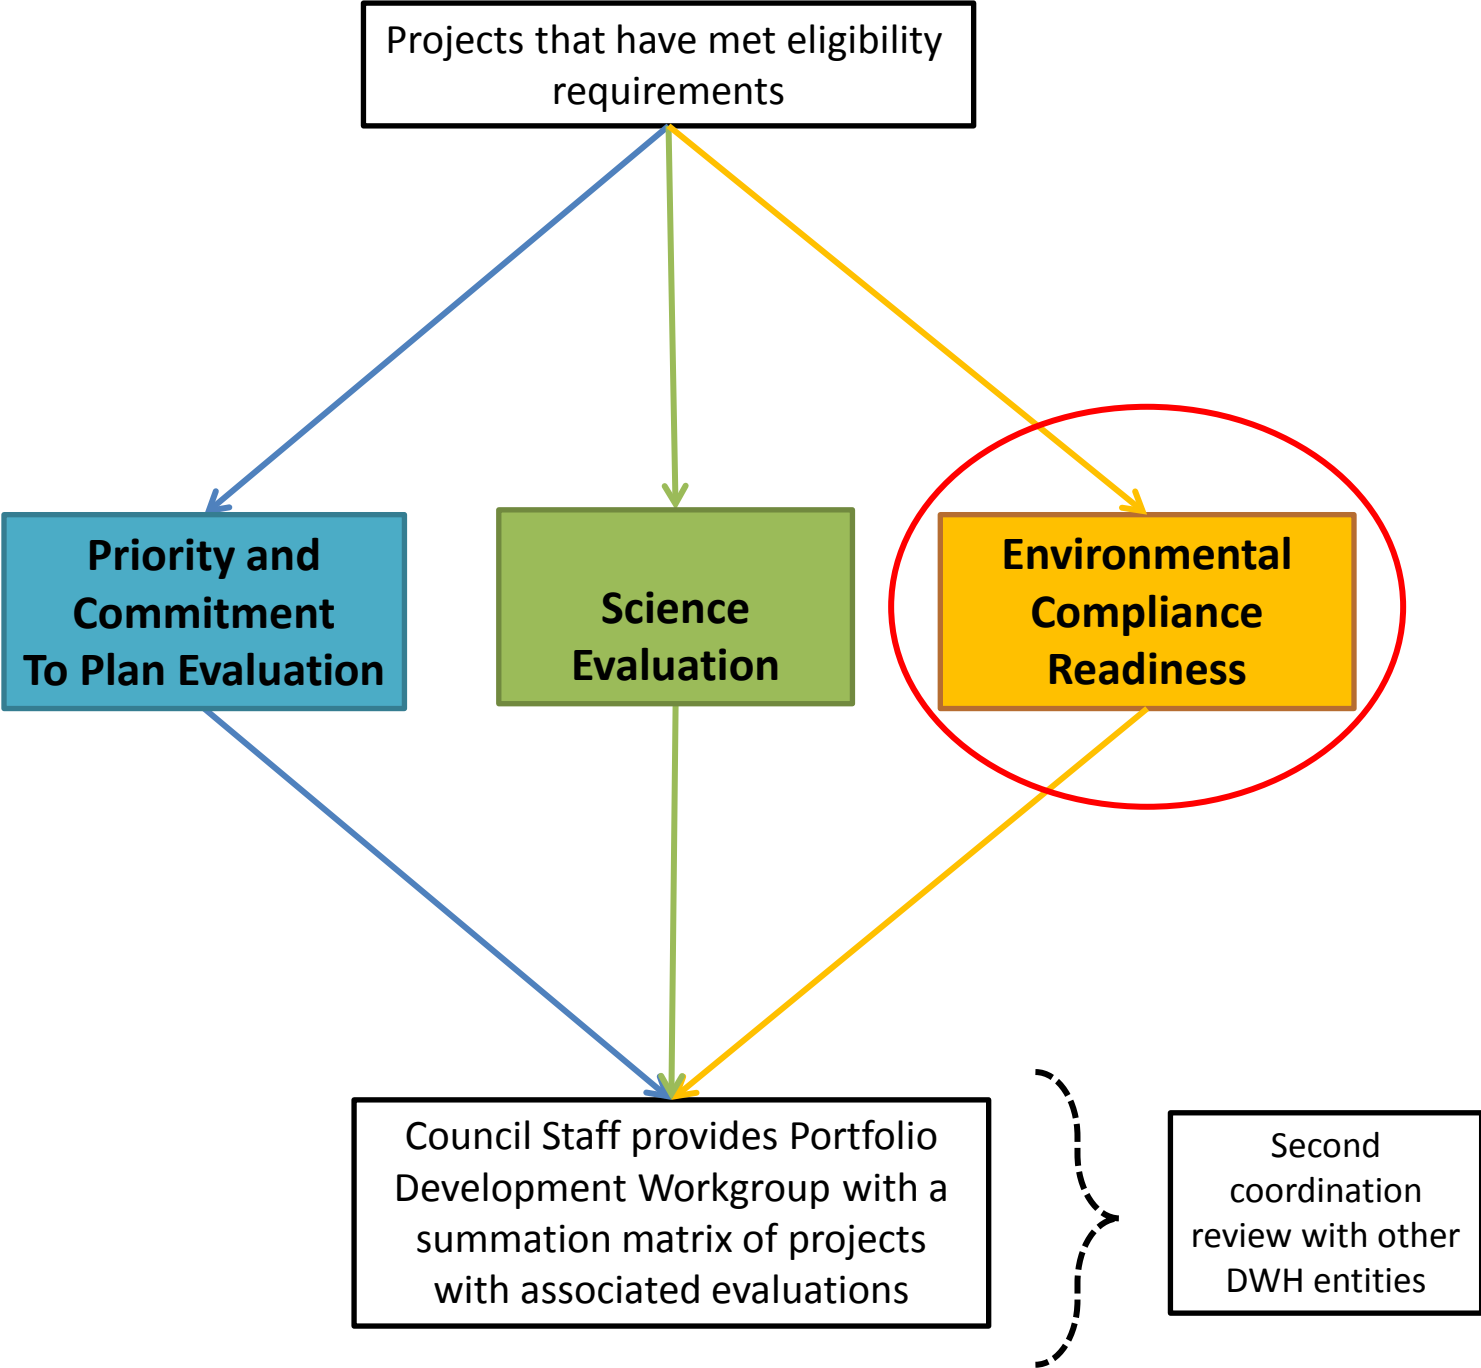 Projects that have met eligibility
requirements
Priority and
Commitment
To Plan Evaluation
Science
Evaluation
Environmental
Compliance
Readiness
Council Staff provides Portfolio
Development Workgroup with a
summation matrix of projects
with associated evaluations
Second
coordination
review with other
DWH entities